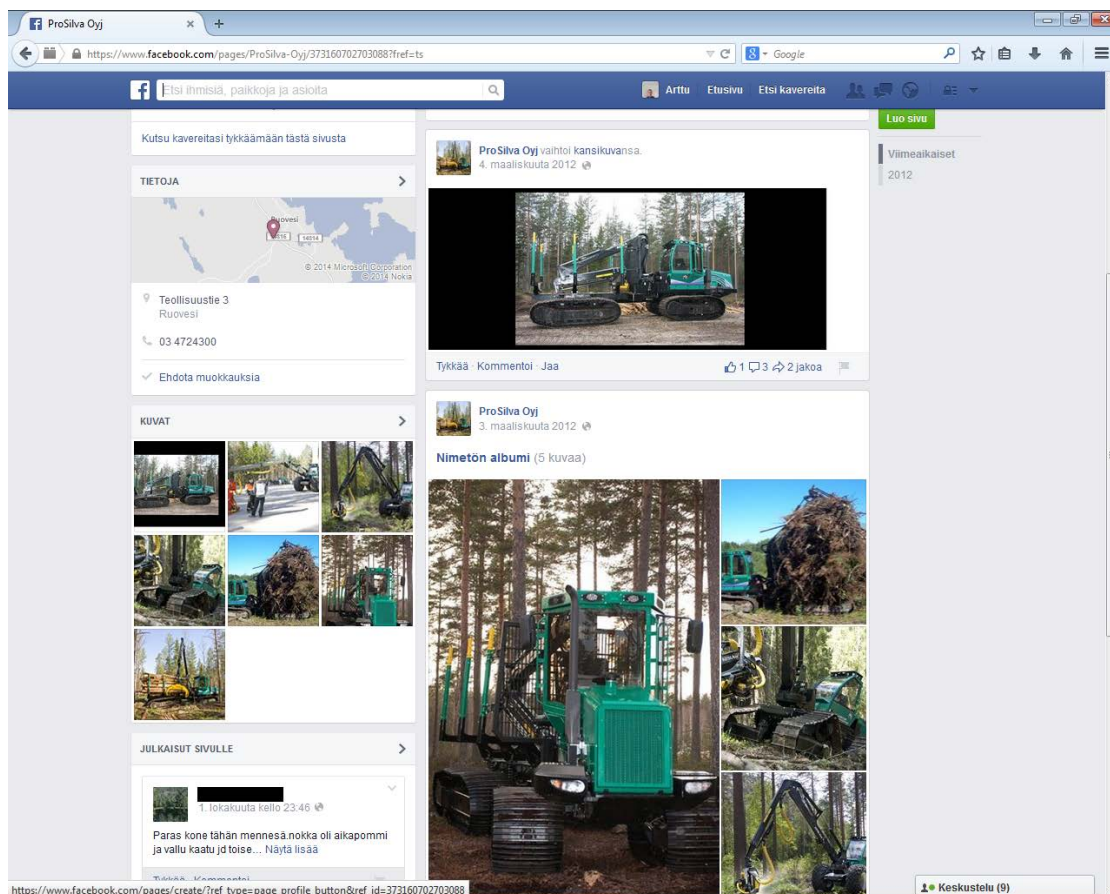 ProSilva Oyj
https://www.facebook.com/pages/ProSilva-Oyj/373160702703088?fref=ts
Google
Etsi ihmisiä, paikkoja ja asioita
Arttu Etusivu Etsi kavereita
Kutsu kavereitasi tykkäämään tästä sivusta
TIETOJA
Ruovesi
14314
© 2014 Microsoft Corporation
© 2014 Nokia
Teollisuustie 3
Ruovesi
03 4724300
Ehdota muokkauksia
KUVAT
JULKAISUT SIVULLE
1. lokakuuta kello 23:46
Paras kone tähän mennesä.nokka oli aikapommi
ja vallu kaatu jd toise... Näytä lisää
Tykkää · Kommentoi
ProSilva Oyj vaihtoi kansikuvansa.
4. maaliskuuta 2012
Tykkää · Kommentoi · Jaa
1 3 2 jakoa
ProSilva Oyj
3. maaliskuuta 2012
Nimetön albumi (5 kuvaa)
Luo sivu
Viimeaikaiset
2012
https://www.facebook.com/pages/create/?ref_type=page_profile_button&ref_id=373160702703088
Keskustelu (9)